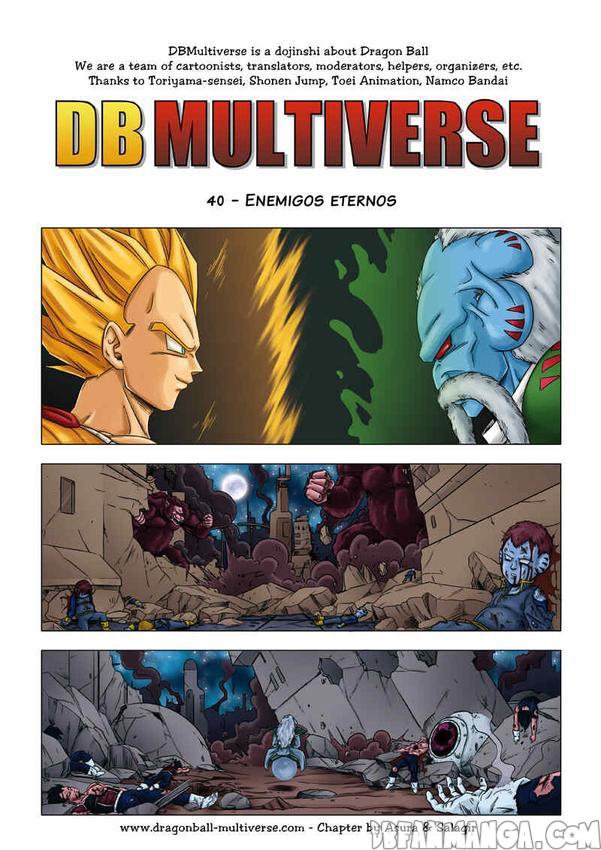 DBMultiverse is a dojinshi about Dragon Ball
We are a team of cartoonists, translators, moderators, helpers, organizers, etc.
Thanks to Toriyama-sensei, Shonen Jump, Toei Animation, Namco Bandai
DB MULTIVERSE
40 - ENEMIGOS ETERNOS
www.dragonball-multiverse.com - Chapter by Asura & Salagir
DBFANMANGA.COM